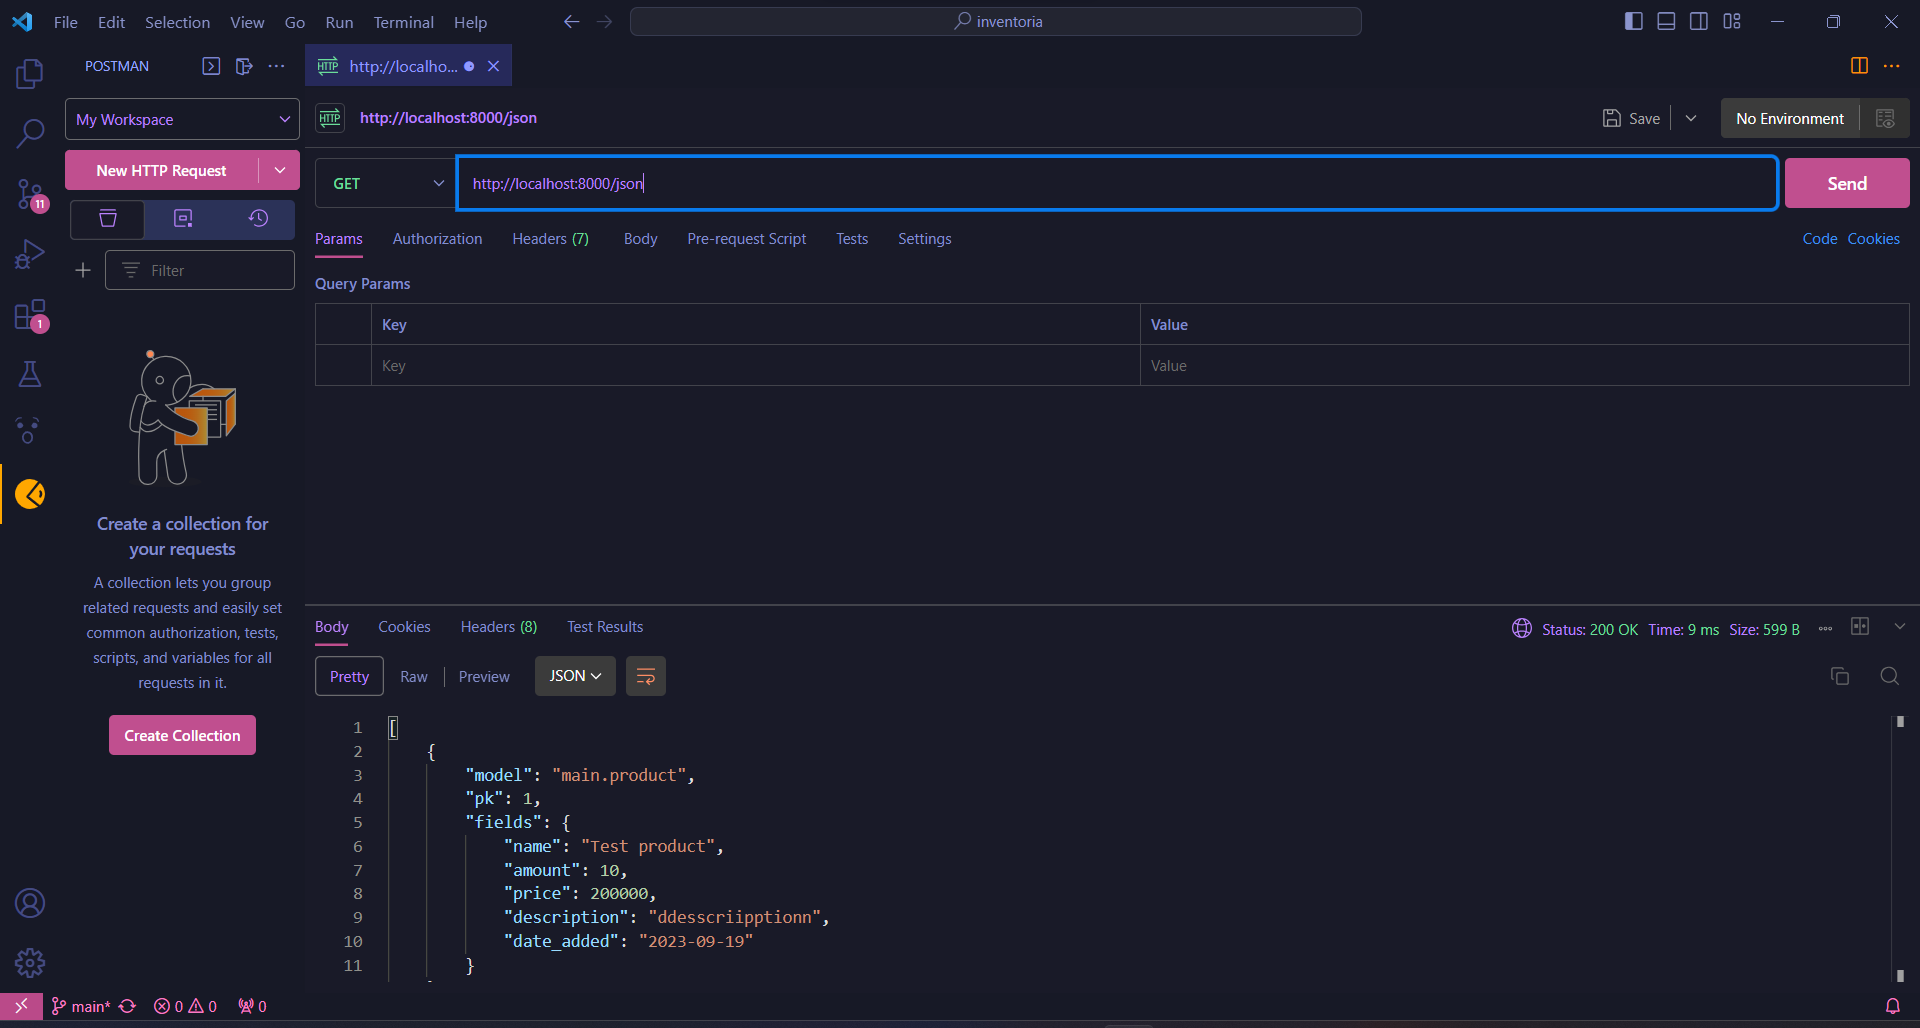 File Edit Selection View Go Run Terminal Help
inventoria
POSTMAN
HTTP http://localho...
My Workspace
HTTP http://localhost:8000/json
Save
No Environment
New HTTP Request
GET http://localhost:8000/json
Send
11
Params Authorization Headers (7) Body Pre-request Script Tests Settings
Code Cookies
Filter
Query Params
Key Value
Key Value
1
Create a collection for
your requests
A collection lets you group
related requests and easily set
common authorization, tests,
scripts, and variables for all
requests in it.
Create Collection
Body Cookies Headers (8) Test Results
Status: 200 OK Time: 9 ms Size: 599 B
Pretty Raw Preview JSON
1 [
2 {
3 "model": "main.product",
4 "pk": 1,
5 "fields": {
6 "name": "Test product",
7 "amount": 10,
8 "price": 200000,
9 "description": "ddesscriipptionn",
10 "date_added": "2023-09-19"
11 }
main* 0 0 0